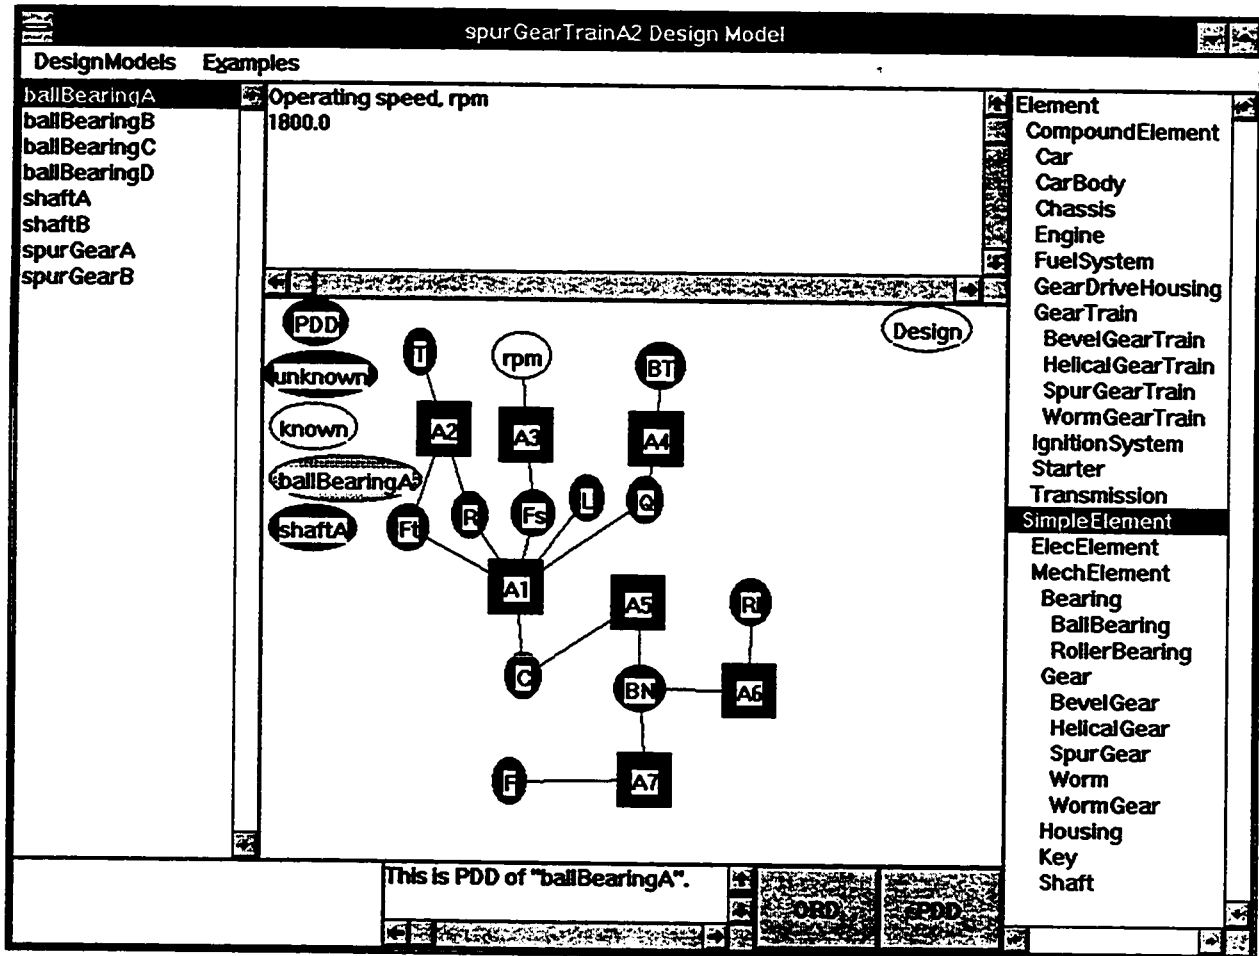 spurGearTrainA2 Design Model
DesignModels Examples
ballBearingA
ballBearingB
ballBearingC
ballBearingD
shaftA
shaftB
spurGearA
spurGearB
Operating speed, rpm
1800.0
PDD
unknown
known
ballBearingA
shaftA
Design
T
rpm
BT
A2
A3
A4
Ft
R
Fs
L
Q
A1
A5
C
BN
A6
F
A7
Element
CompoundElement
Car
CarBody
Chassis
Engine
FuelSystem
GearDriveHousing
GearTrain
BevelGearTrain
HelicalGearTrain
SpurGearTrain
WormGearTrain
IgnitionSystem
Starter
Transmission
SimpleElement
ElecElement
MechElement
Bearing
BallBearing
RollerBearing
Gear
BevelGear
HelicalGear
SpurGear
Worm
WormGear
Housing
Key
Shaft
This is PDD of "ballBearingA".
ORD
sPDD